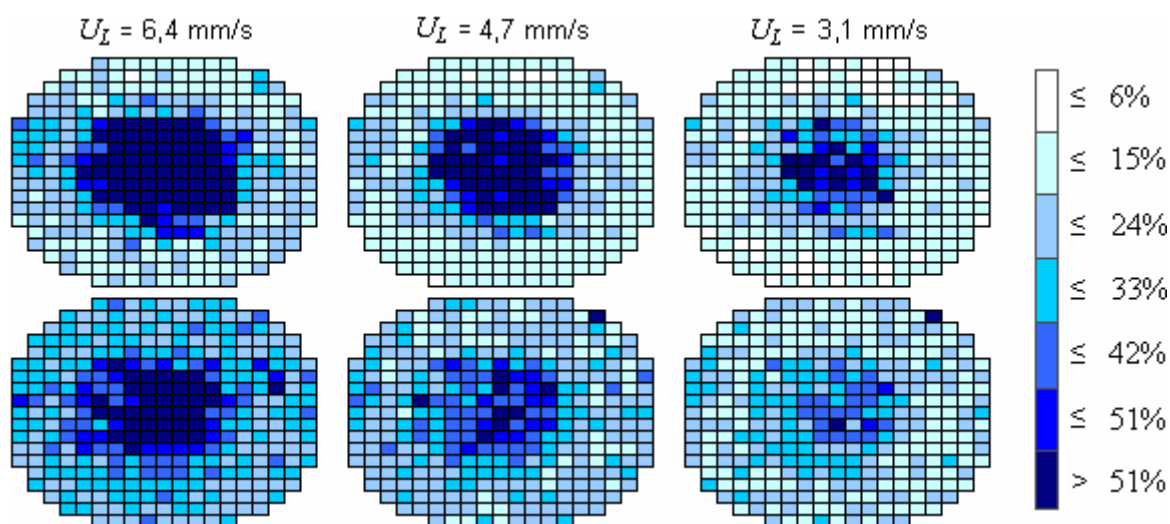 U_L = 6,4 mm/s
U_L = 4,7 mm/s
U_L = 3,1 mm/s
≤ 6%
≤ 15%
≤ 24%
≤ 33%
≤ 42%
≤ 51%
> 51%